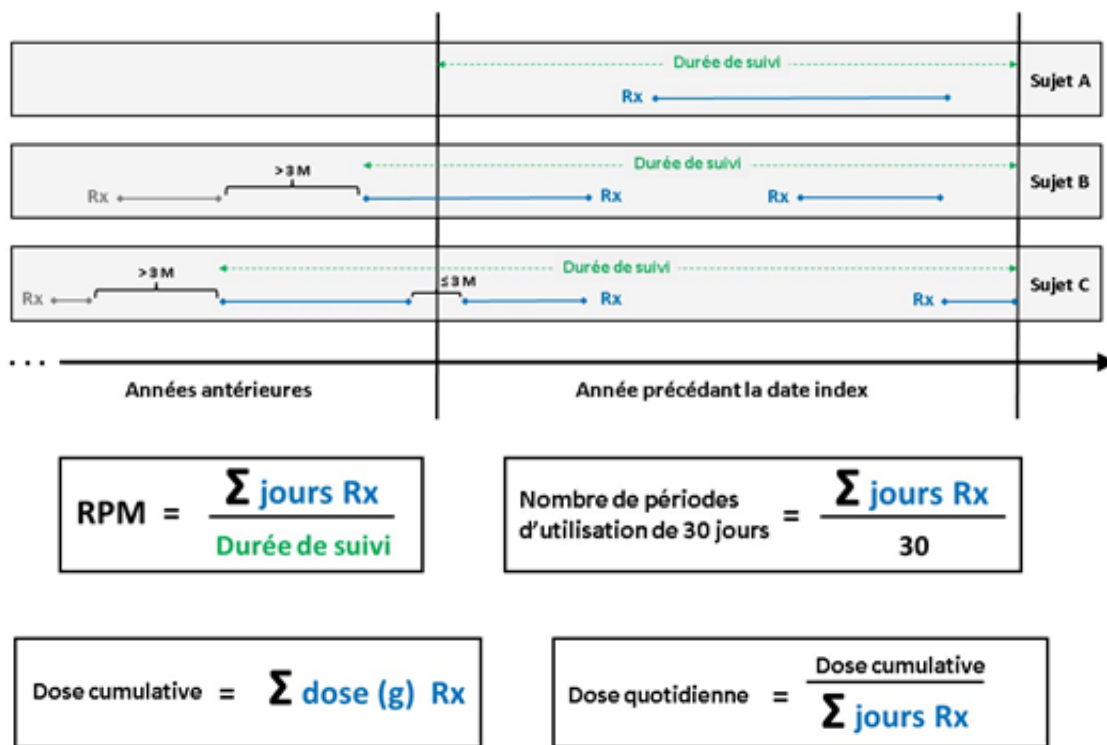 Durée de suivi
Sujet A
Rx
Durée de suivi
> 3 M
Sujet B
Rx
Rx
Rx
Durée de suivi
> 3 M
≤ 3 M
Sujet C
Rx
Rx
Rx
. . .
Années antérieures
Année précédant la date index
RPM = Σ jours Rx
Durée de suivi
Nombre de périodes
d'utilisation de 30 jours = Σ jours Rx
30
Dose cumulative = Σ dose (g) Rx
Dose quotidienne = Dose cumulative
Σ jours Rx